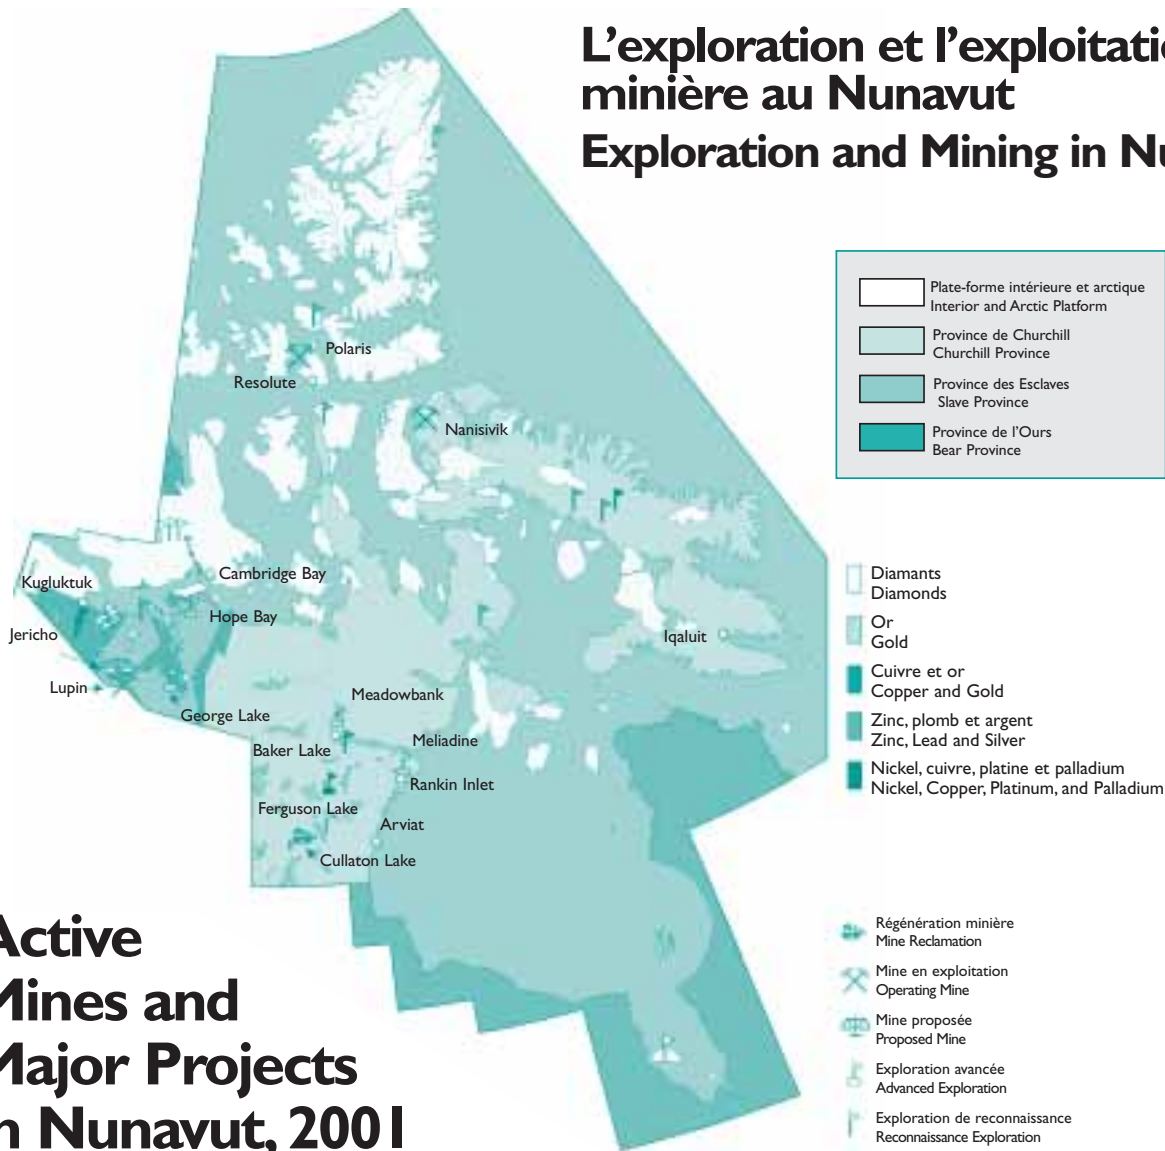 L'exploration et l'exploitatio
minière au Nunavut
Exploration and Mining in Nu
Plate-forme intérieure et arctique
Interior and Arctic Platform
Province de Churchill
Churchill Province
Province des Esclaves
Slave Province
Province de l'Ours
Bear Province
Polaris
Resolute
Nanisivik
Cambridge Bay
Kugluktuk
Hope Bay
Jericho
Iqaluit
Lupin
George Lake
Meadowbank
Baker Lake
Meliadine
Rankin Inlet
Ferguson Lake
Arviat
Cullaton Lake
Diamants
Diamonds
Or
Gold
Cuivre et or
Copper and Gold
Zinc, plomb et argent
Zinc, Lead and Silver
Nickel, cuivre, platine et palladium
Nickel, Copper, Platinum, and Palladium
Régénération minière
Mine Reclamation
Mine en exploitation
Operating Mine
Mine proposée
Proposed Mine
Exploration avancée
Advanced Exploration
Exploration de reconnaissance
Reconnaissance Exploration
Active
Mines and
Major Projects
n Nunavut, 2001